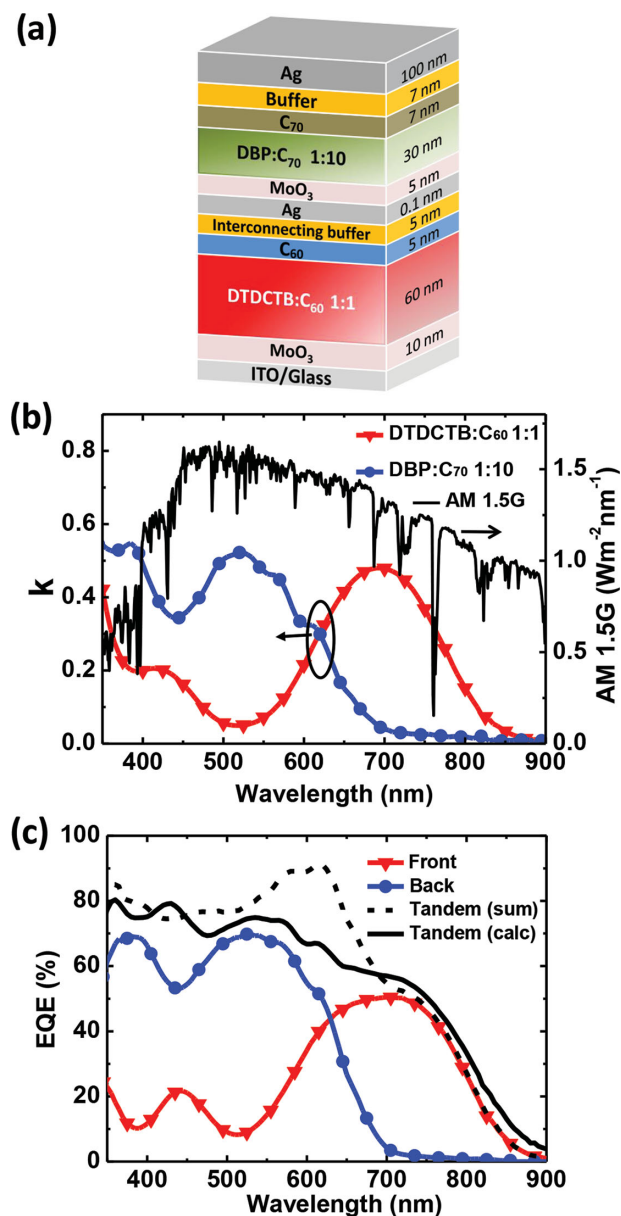 (a)
Ag 100 nm
Buffer 7 nm
C₇₀ 7 nm
DBP:C₇₀ 1:10 30 nm
MoO₃ 5 nm
Ag 0.1 nm
Interconnecting buffer 5 nm
C₆₀ 5 nm
DTDCTB:C₆₀ 1:1 60 nm
MoO₃ 10 nm
ITO/Glass
(b)
DTDCTB:C₆₀ 1:1
DBP:C₇₀ 1:10
AM 1.5G
k
0.8
0.6
0.4
0.2
0.0
1.5
1.0
0.5
0.0
AM 1.5G (Wm⁻²nm⁻¹)
400 500 600 700 800 900
Wavelength (nm)
(c)
Front
Back
Tandem (sum)
Tandem (calc)
EQE (%)
100
80
60
40
20
0
400 500 600 700 800 900
Wavelength (nm)